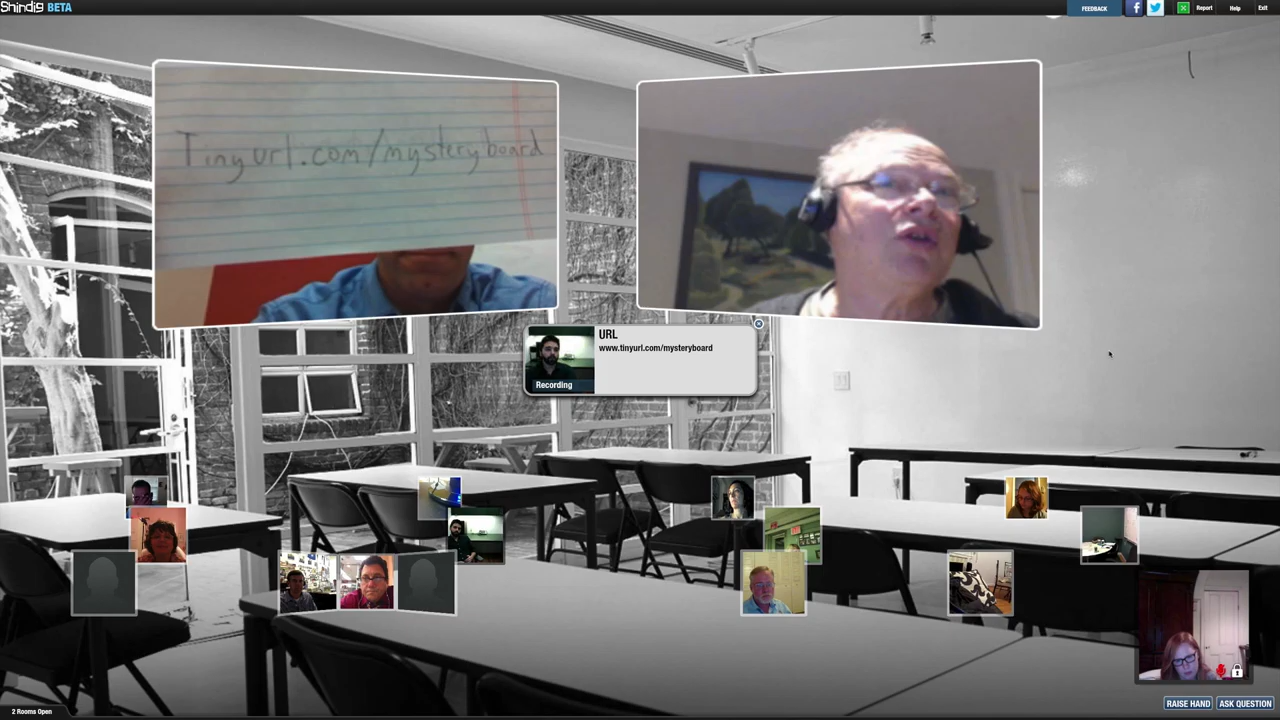 Shindig BETA
FEEDBACK
Report
Help
Exit
Tinyurl.com/mysteryboard
URL
www.tinyurl.com/mysteryboard
Recording
2 Rooms Open
RAISE HAND
ASK QUESTION